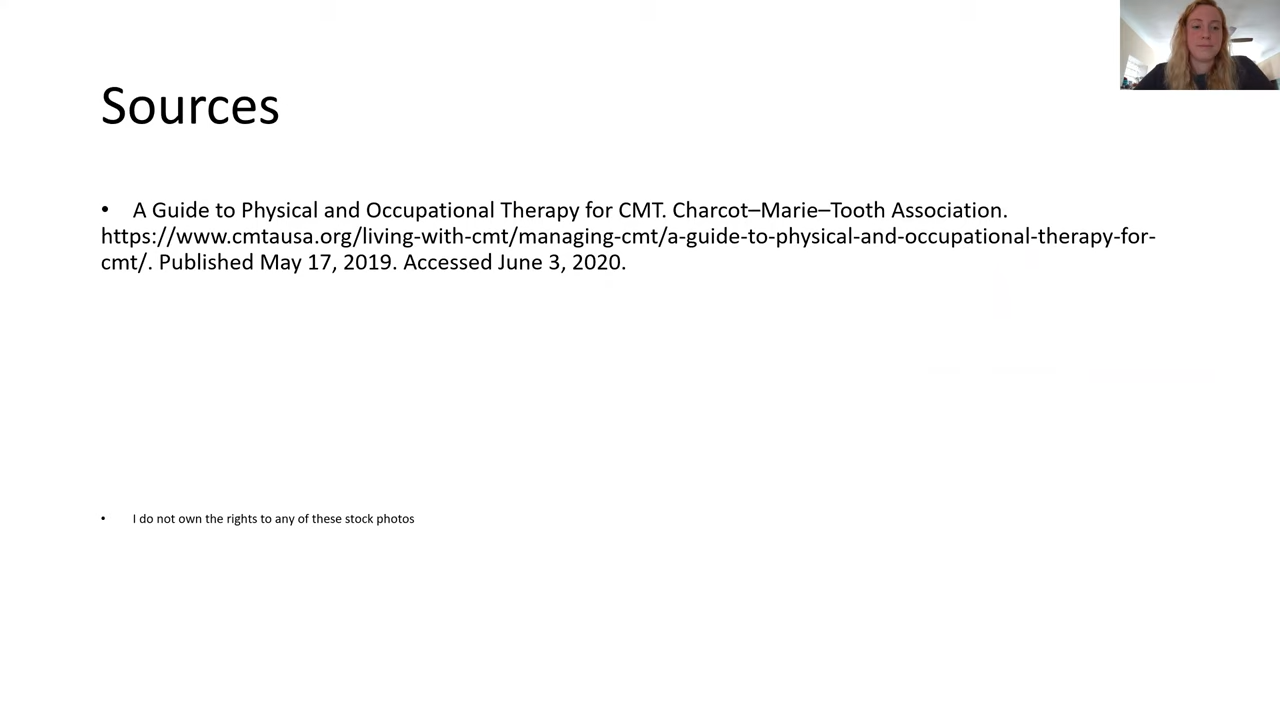 Sources
• A Guide to Physical and Occupational Therapy for CMT. Charcot–Marie–Tooth Association.
https://www.cmtausa.org/living-with-cmt/managing-cmt/a-guide-to-physical-and-occupational-therapy-for-
cmt/. Published May 17, 2019. Accessed June 3, 2020.
• I do not own the rights to any of these stock photos